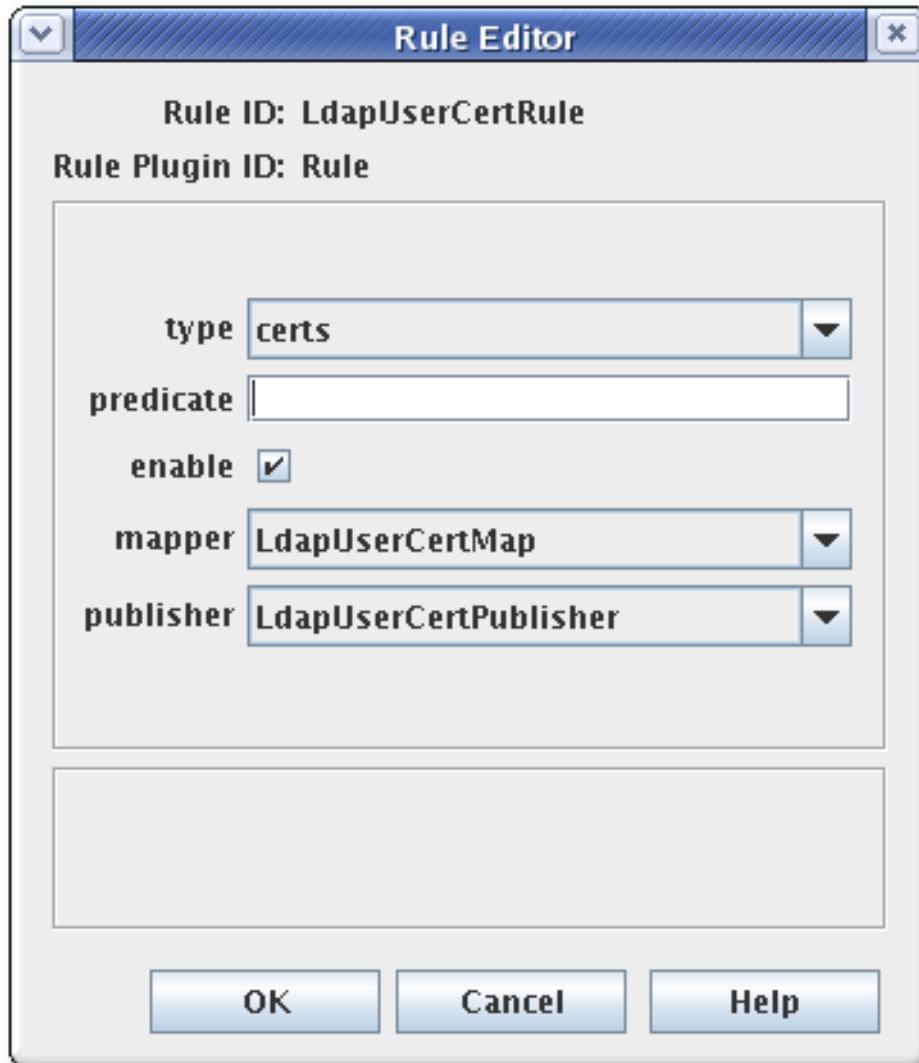 Rule Editor
Rule ID: LdapUserCertRule
Rule Plugin ID: Rule
type certs
predicate
enable
mapper LdapUserCertMap
publisher LdapUserCertPublisher
OK Cancel Help